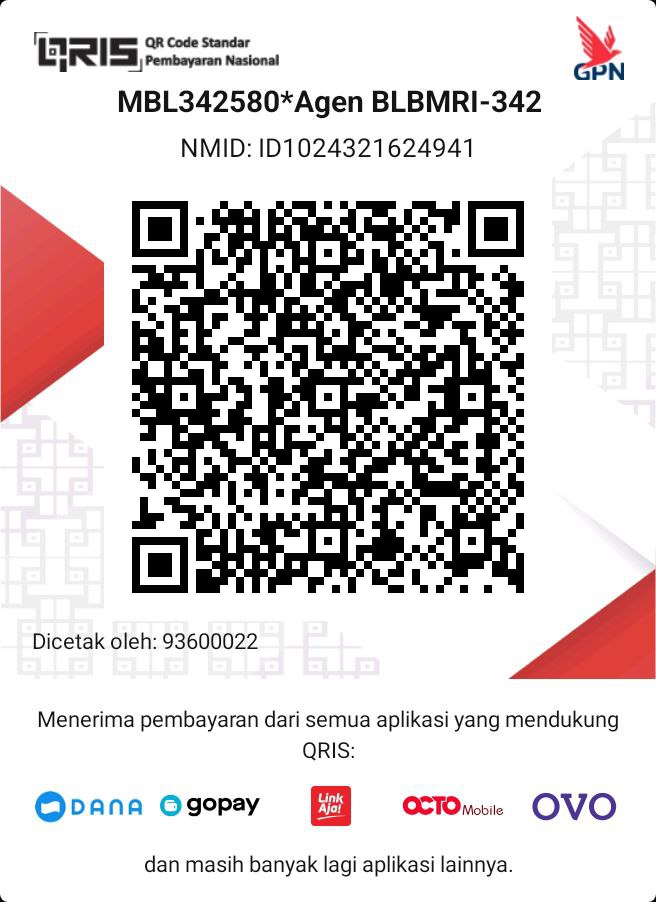 QRIS QR Code Standar
Pembayaran Nasional
GPN
MBL342580*Agen BLBMRI-342
NMID: ID1024321624941
Dicetak oleh: 93600022
Menerima pembayaran dari semua aplikasi yang mendukung
QRIS:
DANA gopay LinkAja! OCTO Mobile OVO
dan masih banyak lagi aplikasi lainnya.